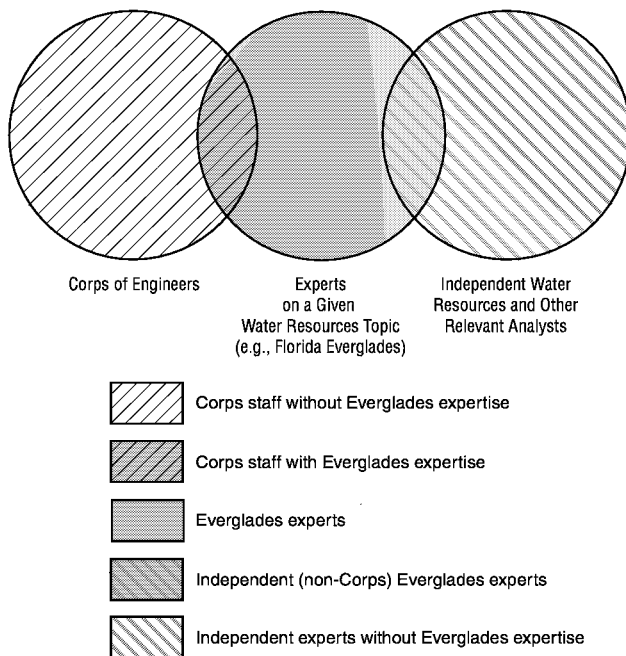 Corps of Engineers
Experts
on a Given
Water Resources Topic
(e.g., Florida Everglades)
Independent Water
Resources and Other
Relevant Analysts
Corps staff without Everglades expertise
Corps staff with Everglades expertise
Everglades experts
Independent (non-Corps) Everglades experts
Independent experts without Everglades expertise